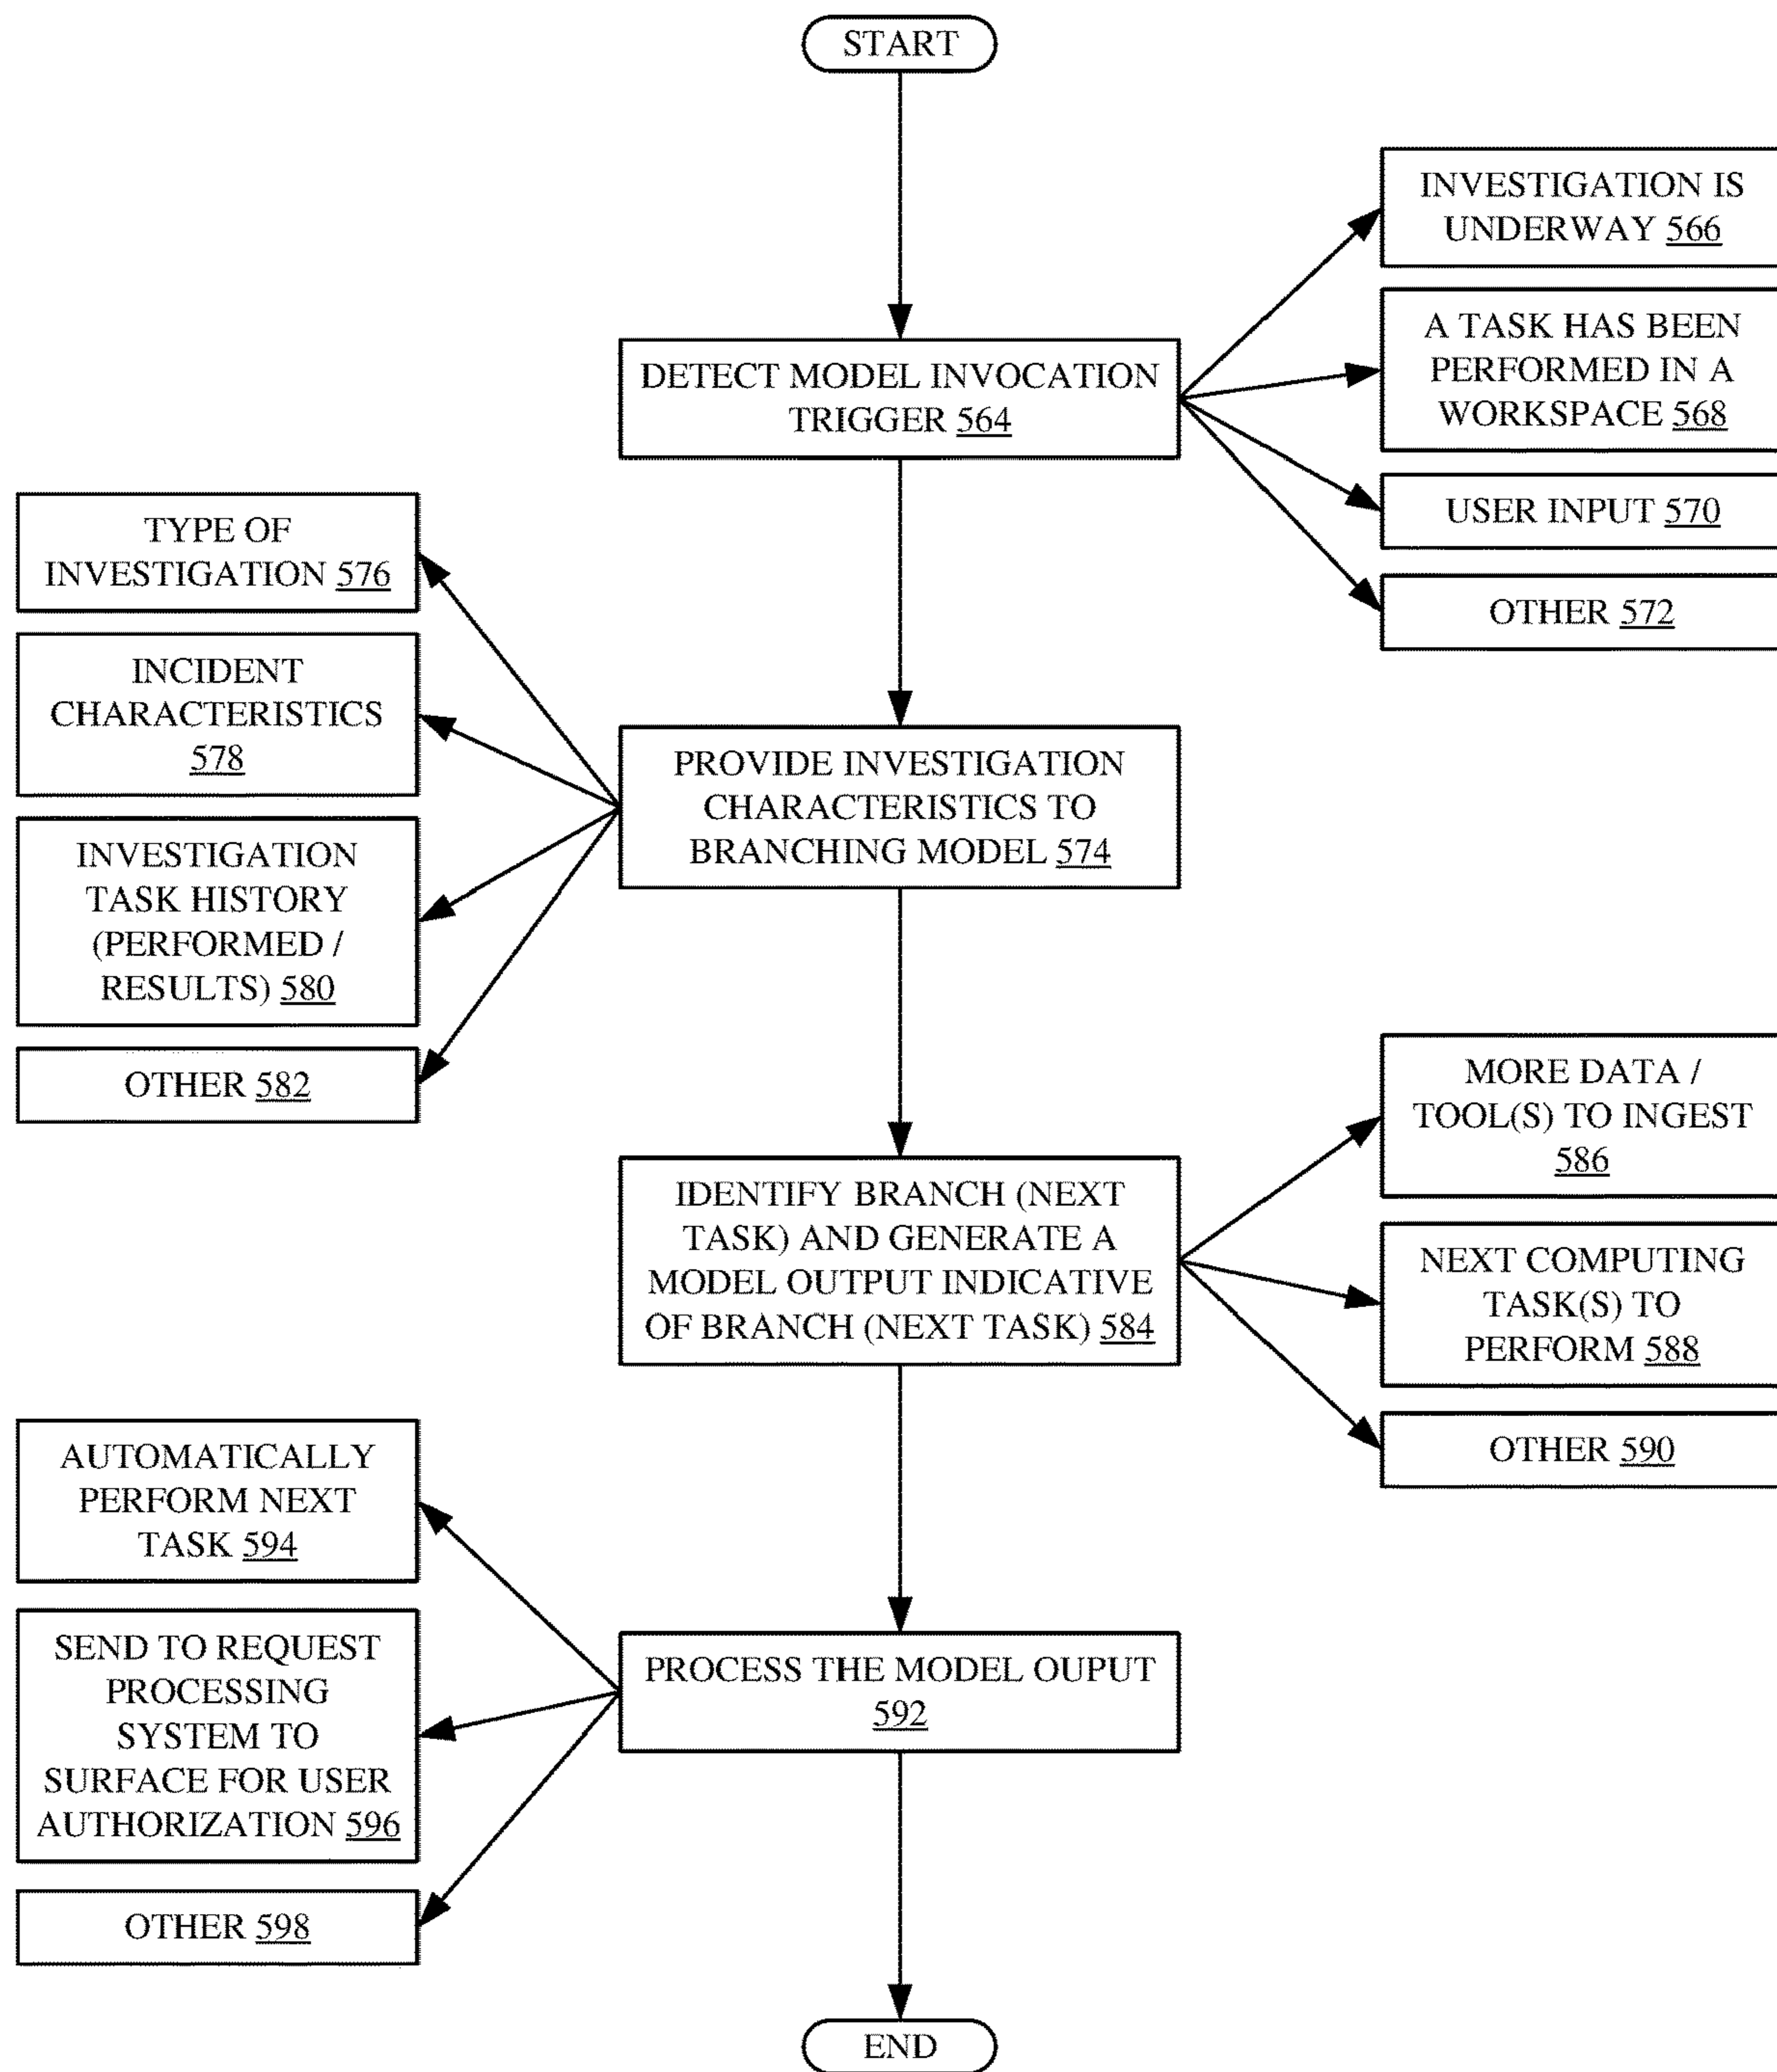 START
INVESTIGATION IS
UNDERWAY 566
A TASK HAS BEEN
PERFORMED IN A
WORKSPACE 568
DETECT MODEL INVOCATION
TRIGGER 564
USER INPUT 570
OTHER 572
TYPE OF
INVESTIGATION 576
INCIDENT
CHARACTERISTICS
578
INVESTIGATION
TASK HISTORY
(PERFORMED /
RESULTS) 580
OTHER 582
PROVIDE INVESTIGATION
CHARACTERISTICS TO
BRANCHING MODEL 574
MORE DATA /
TOOL(S) TO INGEST
586
NEXT COMPUTING
TASK(S) TO
PERFORM 588
OTHER 590
IDENTIFY BRANCH (NEXT
TASK) AND GENERATE A
MODEL OUTPUT INDICATIVE
OF BRANCH (NEXT TASK) 584
AUTOMATICALLY
PERFORM NEXT
TASK 594
SEND TO REQUEST
PROCESSING
SYSTEM TO
SURFACE FOR USER
AUTHORIZATION 596
OTHER 598
PROCESS THE MODEL OUPUT
592
END